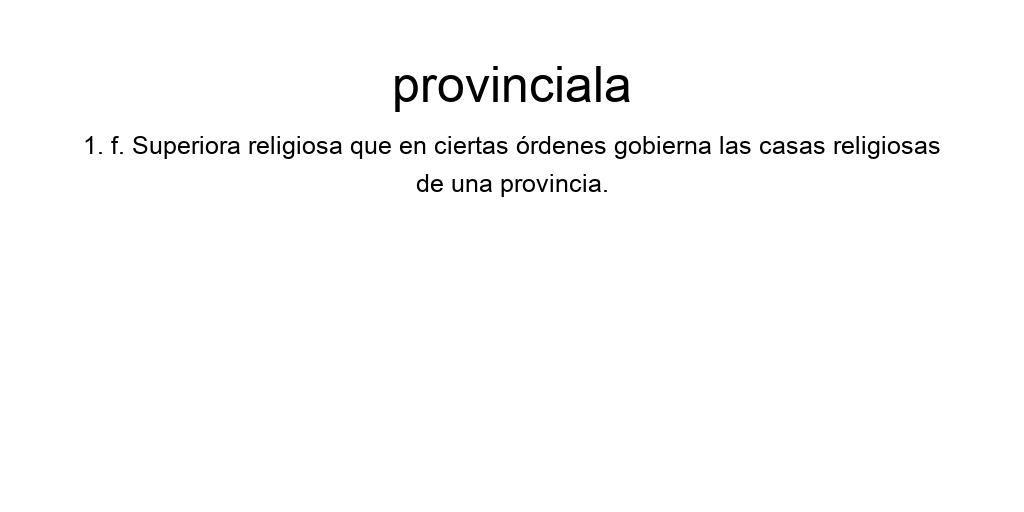 provinciala
1. f. Superiora religiosa que en ciertas órdenes gobierna las casas religiosas
de una provincia.